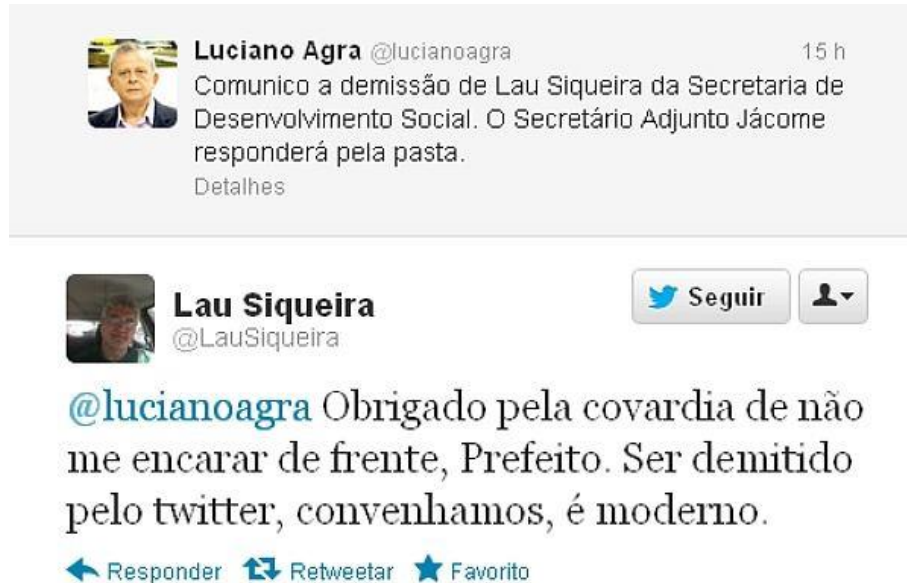 Luciano Agra @lucianoagra 15 h
Comunico a demissão de Lau Siqueira da Secretaria de
Desenvolvimento Social. O Secretário Adjunto Jácome
responderá pela pasta.
Detalhes
Lau Siqueira
@LauSiqueira
Seguir
@lucianoagra Obrigado pela covardia de não
me encarar de frente, Prefeito. Ser demitido
pelo twitter, convenhamos, é moderno.
Responder Retweetar Favorito